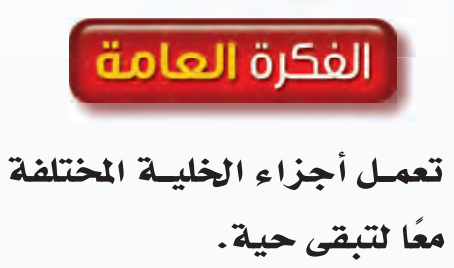 الفكرة العامة
تعمل أجزاء الخلية المختلفة
معًا لتبقى حية.